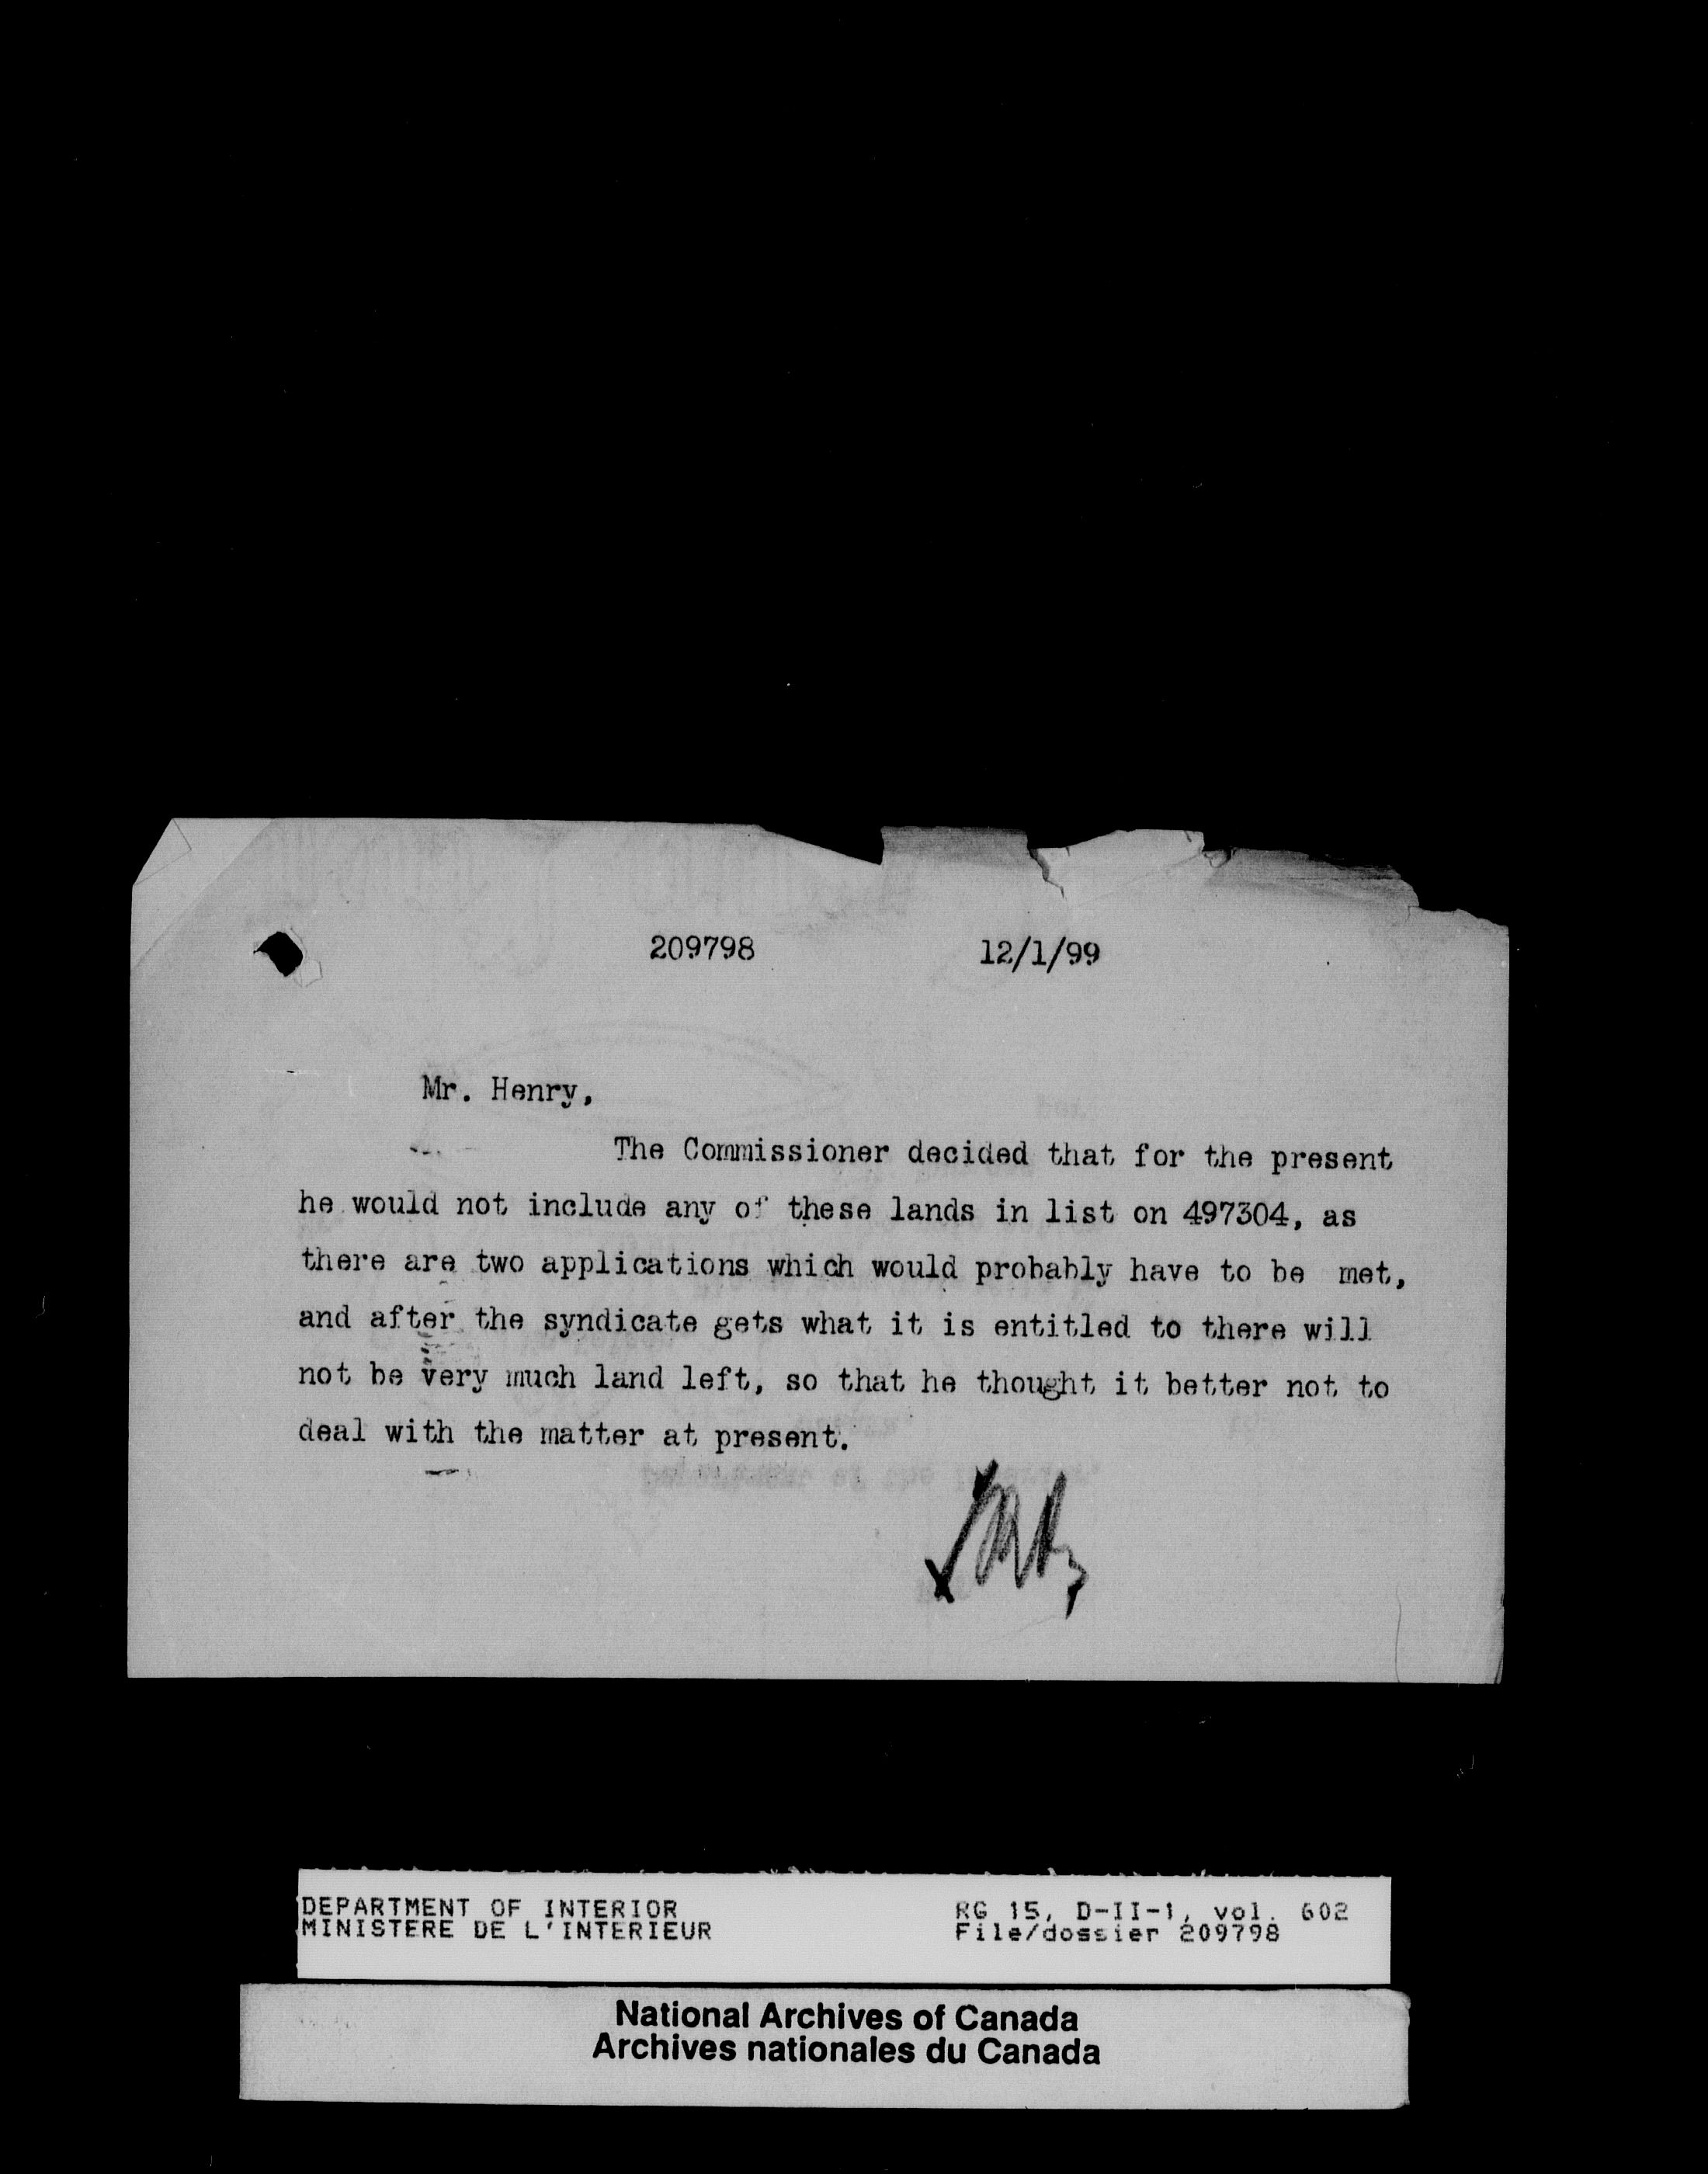 209798 12/1/99
Mr. Henry,
The Commissioner decided that for the present
he would not include any of these lands in list on 497304, as
there are two applications which would probably have to be met,
and after the syndicate gets what it is entitled to there will
not be very much land left, so that he thought it better not to
deal with the matter at present.
DEPARTMENT OF INTERIOR RG 15, D-II-1, vol. 602
MINISTERE DE L'INTERIEUR File/dossier 209798
National Archives of Canada
Archives nationales du Canada